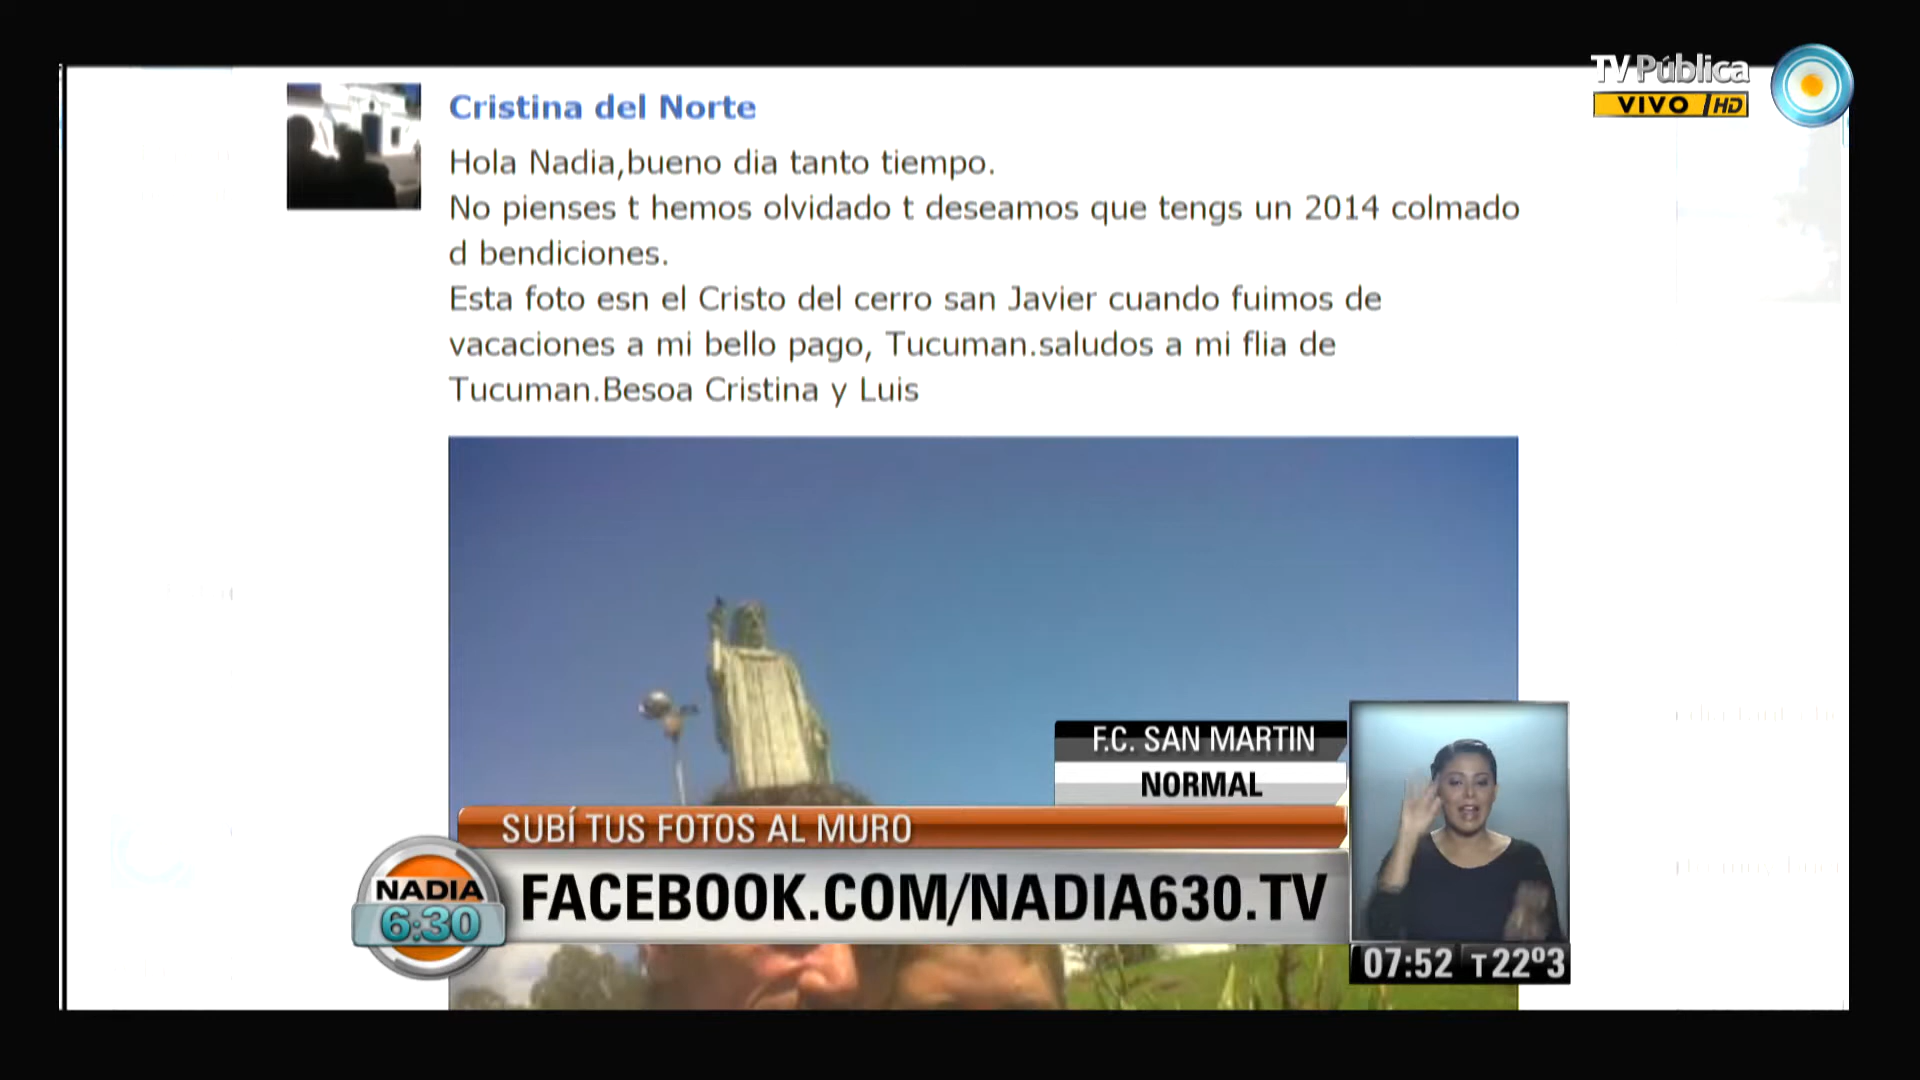 TV Pública
VIVO HD
Cristina del Norte
Hola Nadia,bueno dia tanto tiempo.
No pienses t hemos olvidado t deseamos que tengs un 2014 colmado
d bendiciones.
Esta foto esn el Cristo del cerro san Javier cuando fuimos de
vacaciones a mi bello pago, Tucuman.saludos a mi flia de
Tucuman.Besoa Cristina y Luis
F.C. SAN MARTIN
NORMAL
SUBÍ TUS FOTOS AL MURO
NADIA
6:30
FACEBOOK.COM/NADIA630.TV
07:52 T 22º3